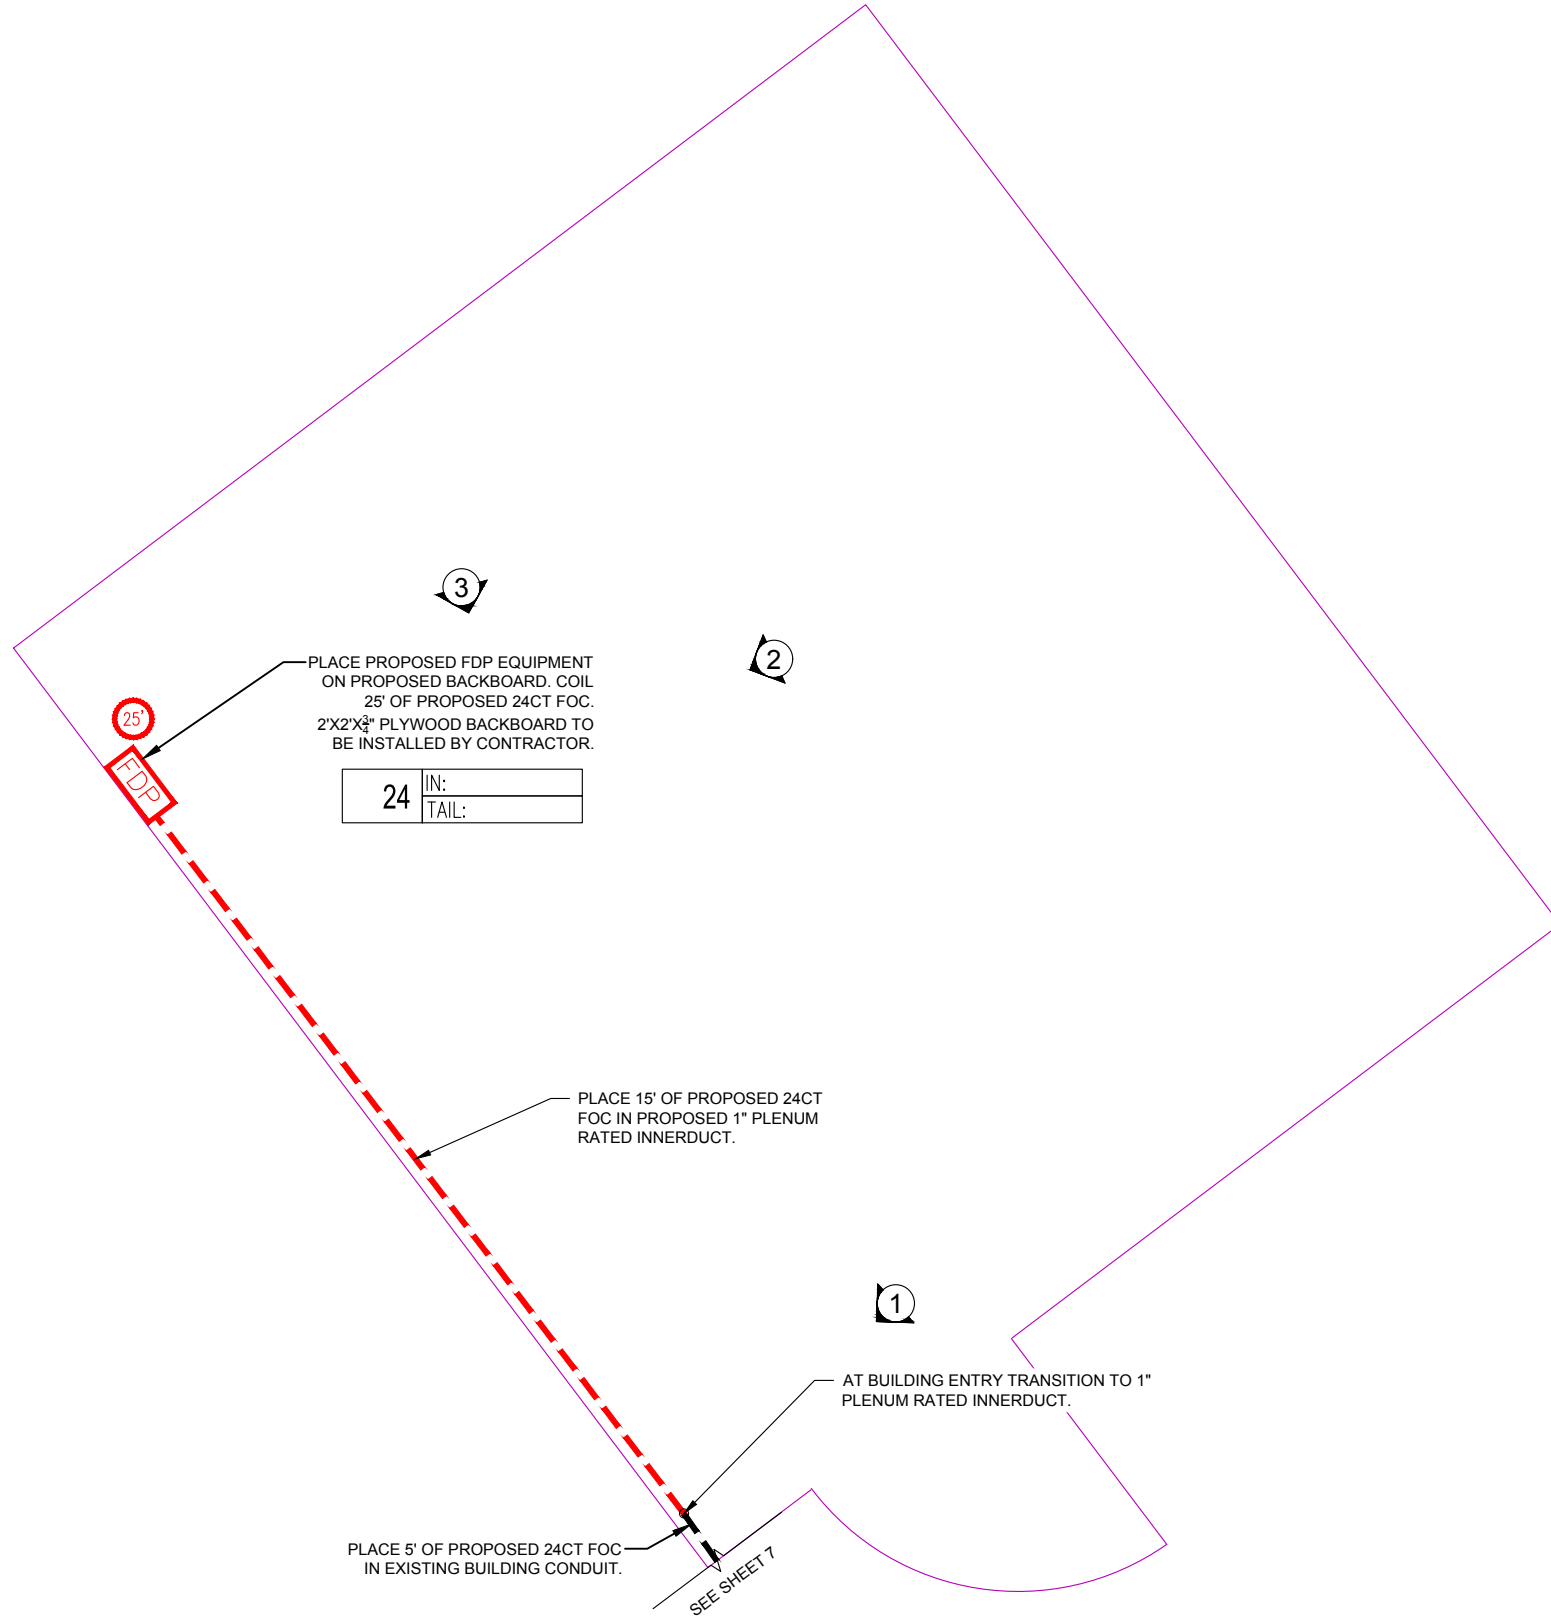 3
2
PLACE PROPOSED FDP EQUIPMENT
ON PROPOSED BACKBOARD. COIL
25' OF PROPOSED 24CT FOC.
2'X2'X3/4" PLYWOOD BACKBOARD TO
BE INSTALLED BY CONTRACTOR.
25'
FDP
24
IN:
TAIL:
PLACE 15' OF PROPOSED 24CT
FOC IN PROPOSED 1" PLENUM
RATED INNERDUCT.
1
AT BUILDING ENTRY TRANSITION TO 1"
PLENUM RATED INNERDUCT.
PLACE 5' OF PROPOSED 24CT FOC
IN EXISTING BUILDING CONDUIT.
SEE SHEET 7